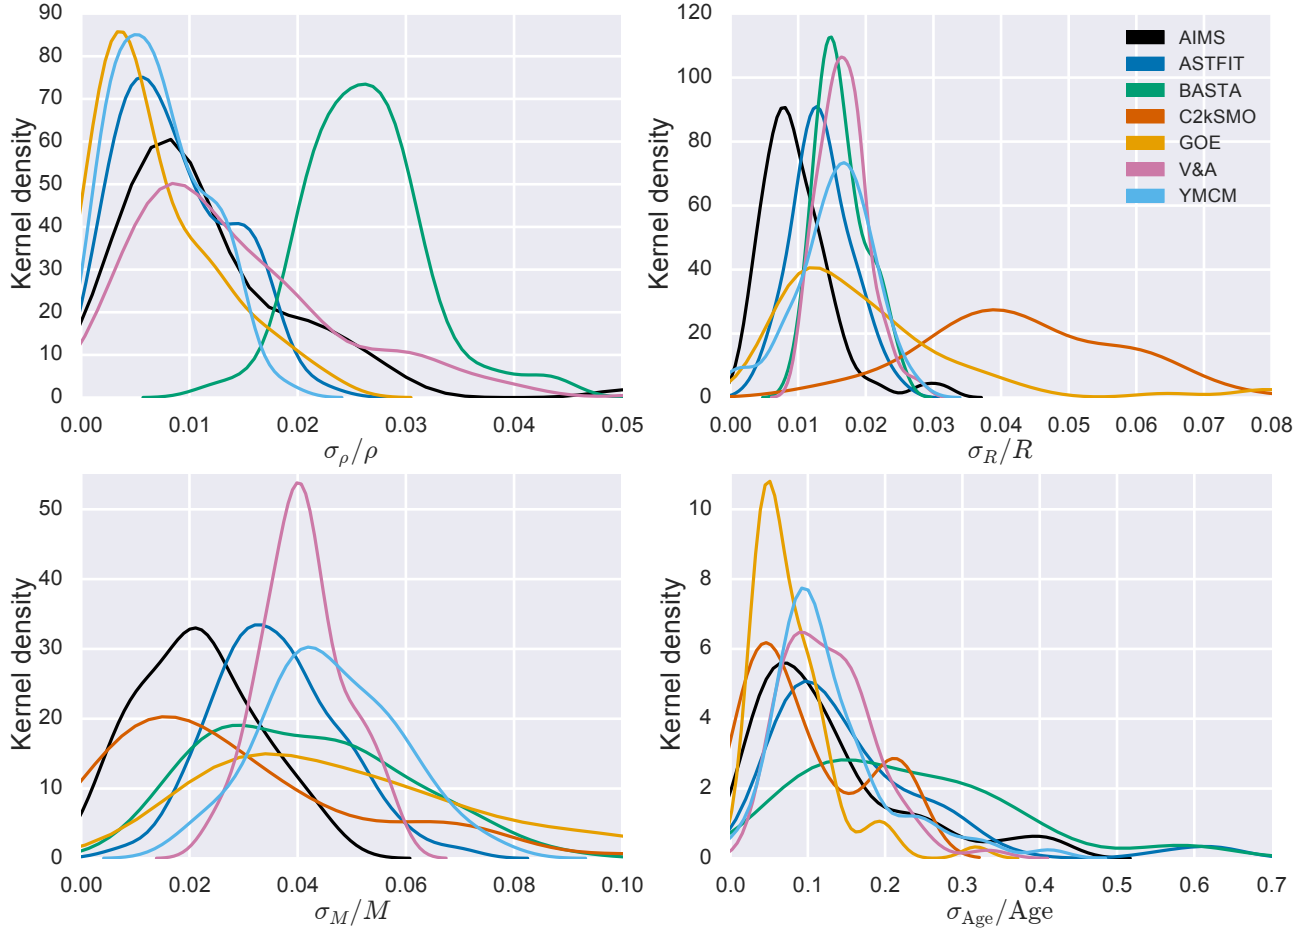 90
80
70
60
50
40
30
20
10
0
Kernel density
0.00 0.01 0.02 0.03 0.04 0.05
σρ/ρ
120
100
80
60
40
20
0
Kernel density
AIMS
ASTFIT
BASTA
C2kSMO
GOE
V&A
YMCM
0.00 0.01 0.02 0.03 0.04 0.05 0.06 0.07 0.08
σR/R
50
40
30
20
10
0
Kernel density
0.00 0.02 0.04 0.06 0.08 0.10
σM/M
10
8
6
4
2
0
Kernel density
0.0 0.1 0.2 0.3 0.4 0.5 0.6 0.7
σAge/Age